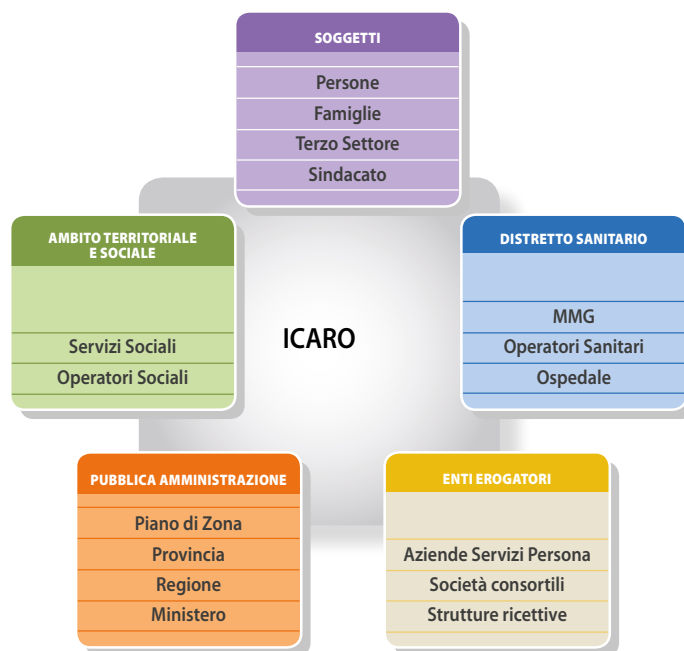 SOGGETTI
Persone
Famiglie
Terzo Settore
Sindacato
AMBITO TERRITORIALE
E SOCIALE
Servizi Sociali
Operatori Sociali
DISTRETTO SANITARIO
MMG
Operatori Sanitari
Ospedale
ICARO
PUBBLICA AMMINISTRAZIONE
Piano di Zona
Provincia
Regione
Ministero
ENTI EROGATORI
Aziende Servizi Persona
Società consortili
Strutture ricettive